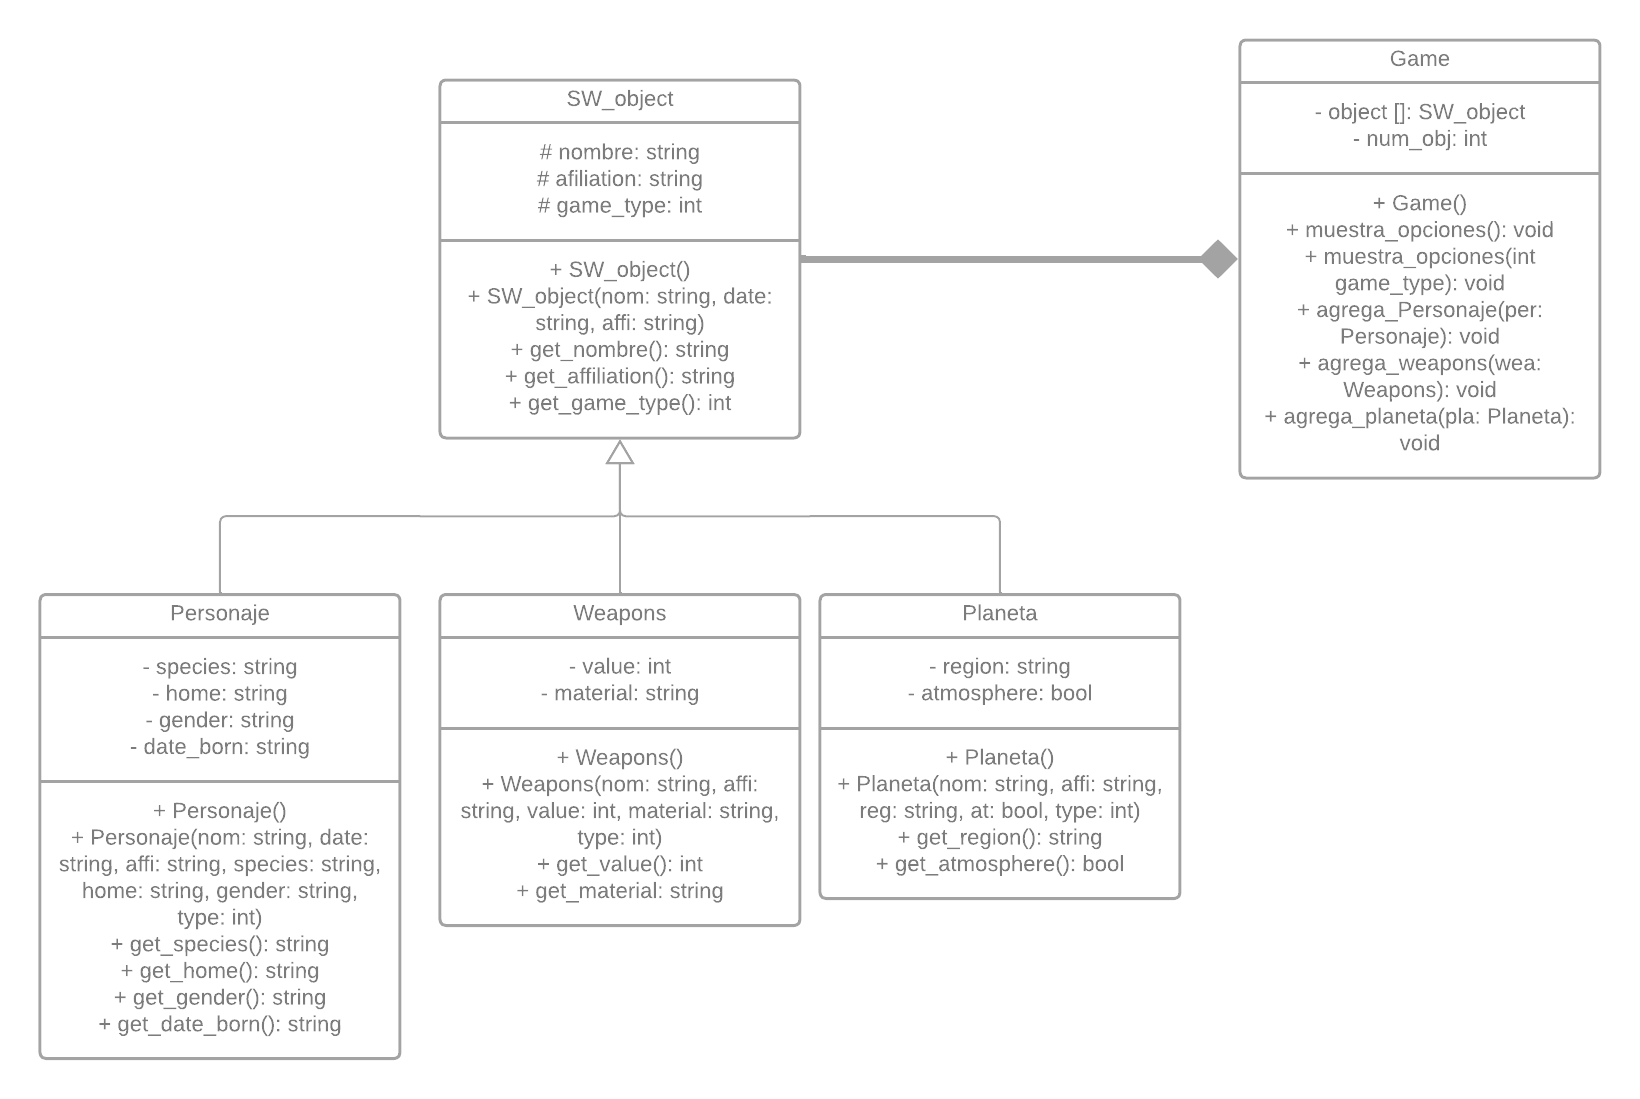 SW_object
# nombre: string
# afiliation: string
# game_type: int
+ SW_object()
+ SW_object(nom: string, date:
string, affi: string)
+ get_nombre(): string
+ get_affiliation(): string
+ get_game_type(): int
Game
- object []: SW_object
- num_obj: int
+ Game()
+ muestra_opciones(): void
+ muestra_opciones(int
game_type): void
+ agrega_Personaje(per:
Personaje): void
+ agrega_weapons(wea:
Weapons): void
+ agrega_planeta(pla: Planeta):
void
Personaje
- species: string
- home: string
- gender: string
- date_born: string
+ Personaje()
+ Personaje(nom: string, date:
string, affi: string, species: string,
home: string, gender: string,
type: int)
+ get_species(): string
+ get_home(): string
+ get_gender(): string
+ get_date_born(): string
Weapons
- value: int
- material: string
+ Weapons()
+ Weapons(nom: string, affi:
string, value: int, material: string,
type: int)
+ get_value(): int
+ get_material: string
Planeta
- region: string
- atmosphere: bool
+ Planeta()
+ Planeta(nom: string, affi: string,
reg: string, at: bool, type: int)
+ get_region(): string
+ get_atmosphere(): bool